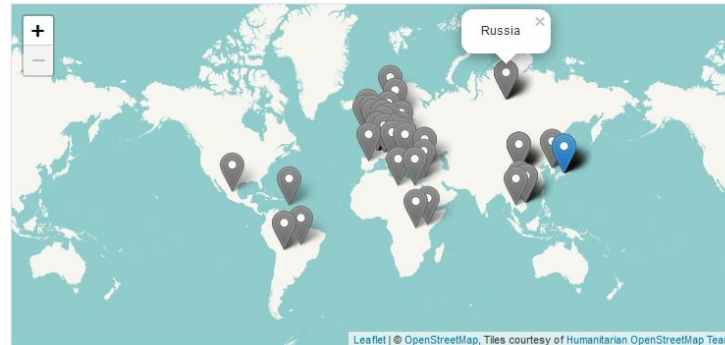 +
−
Russia
×
Leaflet | © OpenStreetMap, Tiles courtesy of Humanitarian OpenStreetMap Tea